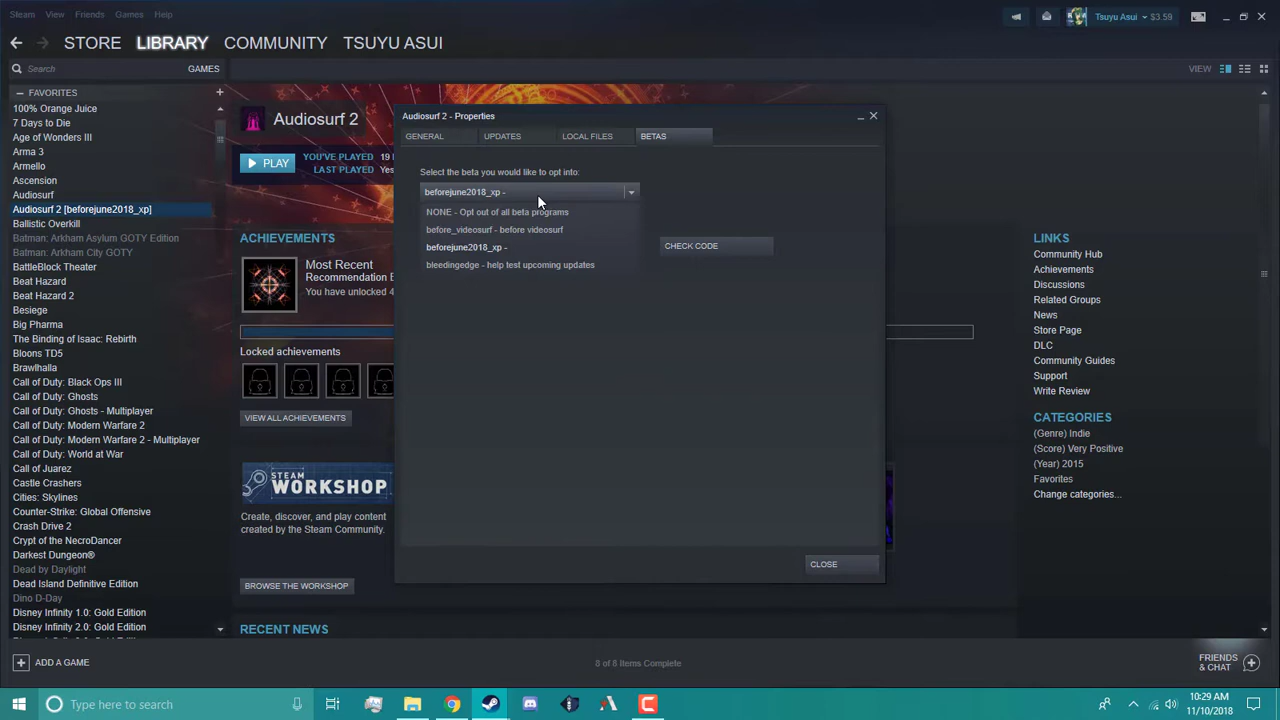 Steam View Friends Games Help
Tsuyu Asui $3.59
STORE LIBRARY COMMUNITY TSUYU ASUI
Search GAMES VIEW
FAVORITES
100% Orange Juice
7 Days to Die
Age of Wonders III
Arma 3
Armello
Ascension
Audiosurf
Audiosurf 2 [beforejune2018_xp]
Ballistic Overkill
Batman: Arkham Asylum GOTY Edition
Batman: Arkham City GOTY
BattleBlock Theater
Beat Hazard
Beat Hazard 2
Besiege
Big Pharma
The Binding of Isaac: Rebirth
Bloons TD5
Brawlhalla
Call of Duty: Black Ops III
Call of Duty: Ghosts
Call of Duty: Ghosts - Multiplayer
Call of Duty: Modern Warfare 2
Call of Duty: Modern Warfare 2 - Multiplayer
Call of Duty: World at War
Call of Juarez
Castle Crashers
Cities: Skylines
Counter-Strike: Global Offensive
Crash Drive 2
Crypt of the NecroDancer
Darkest Dungeon®
Dead by Daylight
Dead Island Definitive Edition
Dino D-Day
Disney Infinity 1.0: Gold Edition
Disney Infinity 2.0: Gold Edition
Audiosurf 2
PLAY
YOU'VE PLAYED 19
LAST PLAYED Yes
ACHIEVEMENTS
Most Recent
Recommendation E
You have unlocked 4
Locked achievements
VIEW ALL ACHIEVEMENTS
STEAM
WORKSHOP
Create, discover, and play content
created by the Steam Community.
BROWSE THE WORKSHOP
RECENT NEWS
Audiosurf 2 - Properties
GENERAL UPDATES LOCAL FILES BETAS
Select the beta you would like to opt into:
beforejune2018_xp -
NONE - Opt out of all beta programs
before_videosurf - before videosurf
beforejune2018_xp -
bleedingedge - help test upcoming updates
CHECK CODE
CLOSE
LINKS
Community Hub
Achievements
Discussions
Related Groups
News
Store Page
DLC
Community Guides
Support
Write Review
CATEGORIES
(Genre) Indie
(Score) Very Positive
(Year) 2015
Favorites
Change categories...
ADD A GAME
8 of 8 Items Complete
FRIENDS
& CHAT
Type here to search
10:29 AM
11/10/2018